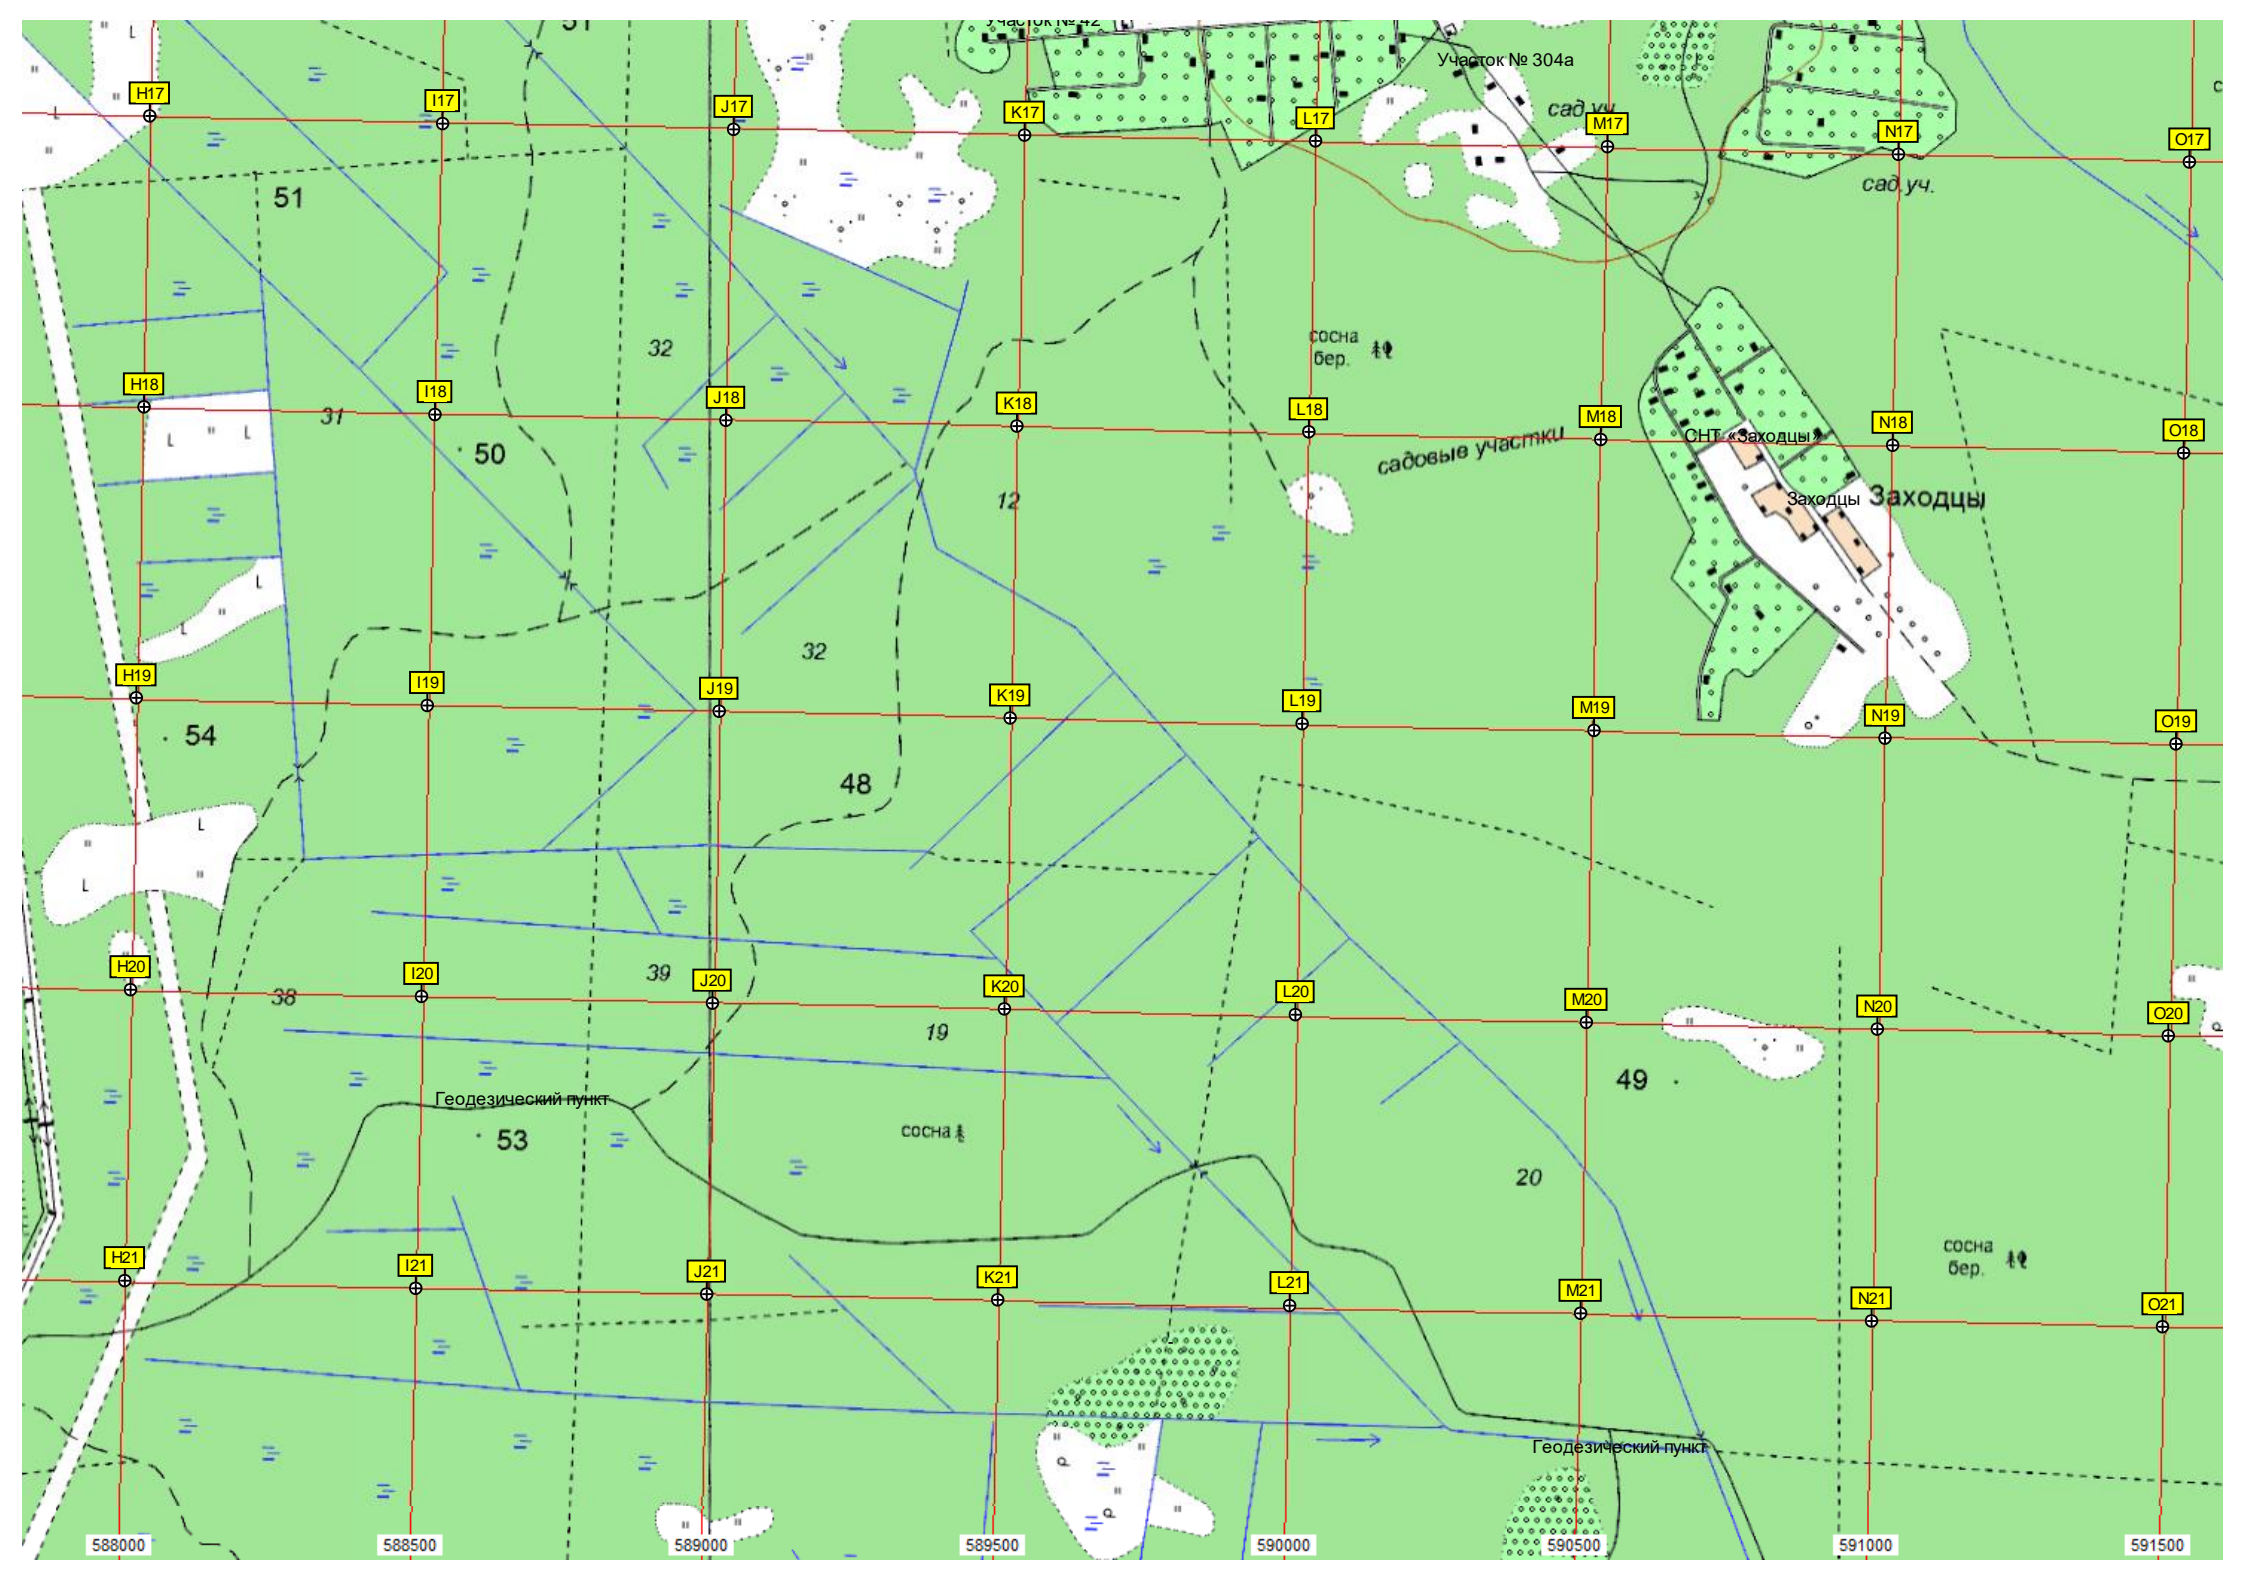 Участок № 42
51
Участок № 304а
H17
I17
J17
K17
L17
сад.уч.
M17
N17
O17
51
сад.уч.
32
сосна
бер.
H18
I18
J18
K18
L18
M18
N18
O18
31
50
садовые участки
СНТ «Заходцы»
12
Заходцы
Заходцы
32
H19
I19
J19
K19
L19
M19
N19
O19
54
48
H20
I20
39
J20
K20
L20
M20
N20
O20
38
19
49
Геодезический пункт
53
сосна
20
сосна
бер.
H21
I21
J21
K21
L21
M21
N21
O21
Геодезический пункт
588000
588500
589000
589500
590000
590500
591000
591500